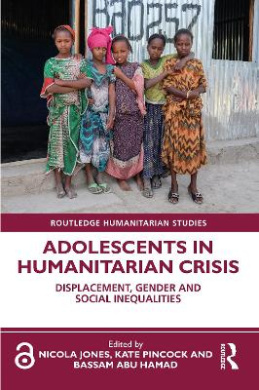 ROUTLEDGE HUMANITARIAN STUDIES
ADOLESCENTS IN
HUMANITARIAN CRISIS
DISPLACEMENT, GENDER AND
SOCIAL INEQUALITIES
Edited by
NICOLA JONES, KATE PINCOCK AND
BASSAM ABU HAMAD
ROUTLEDGE